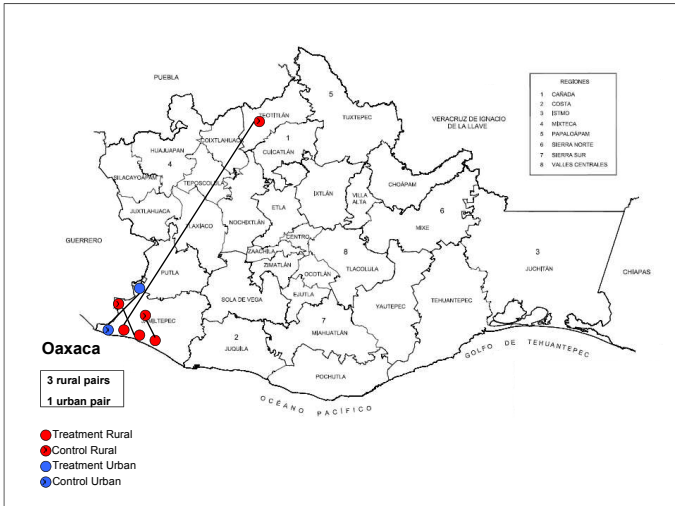 PUEBLA
VERACRUZ DE IGNACIO
DE LA LLAVE
GUERRERO
CHIAPAS
REGIONES
1 CAÑADA
2 COSTA
3 ISTMO
4 MIXTECA
5 PAPALOÁPAM
6 SIERRA NORTE
7 SIERRA SUR
8 VALLES CENTRALES
5
TEOTITLÁN
TUXTEPEC
1
CUICATLÁN
COIXTLAHUACA
HUAJUAPAN
4
SILACAYOAPAM
TEPOSCOLULA
JUXTLAHUACA
TLAXIACO
NOCHIXTLÁN
ETLA
IXTLÁN
VILLA
ALTA
CHOÁPAM
6
MIXE
CENTRO
ZAACHILA
ZIMATLÁN
8
TLACOLULA
OCOTLÁN
EJUTLA
PUTLA
SOLA DE VEGA
YAUTEPEC
TEHUANTEPEC
3
JUCHITÁN
7
MIAHUATLÁN
2
JUQUILA
POCHUTLA
GOLFO DE TEHUANTEPEC
OCÉANO PACÍFICO
Oaxaca
3 rural pairs
1 urban pair
Treatment Rural
Control Rural
Treatment Urban
Control Urban